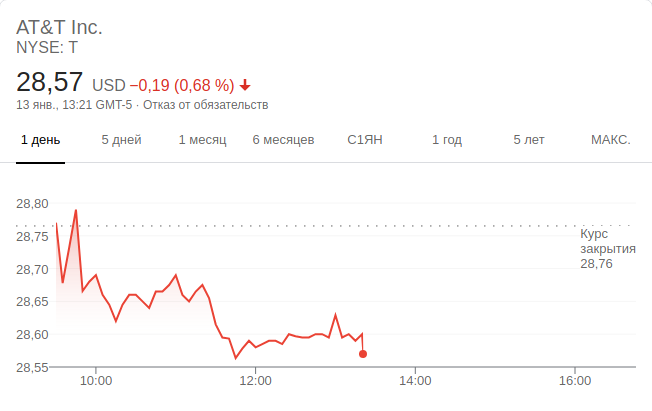 AT&T Inc.
NYSE: T
28,57 USD −0,19 (0,68 %)
13 янв., 13:21 GMT-5 · Отказ от обязательств
1 день 5 дней 1 месяц 6 месяцев С1ЯН 1 год 5 лет МАКС.
28,80
28,75
28,70
28,65
28,60
28,55
Курс
закрытия
28,76
10:00 12:00 14:00 16:00